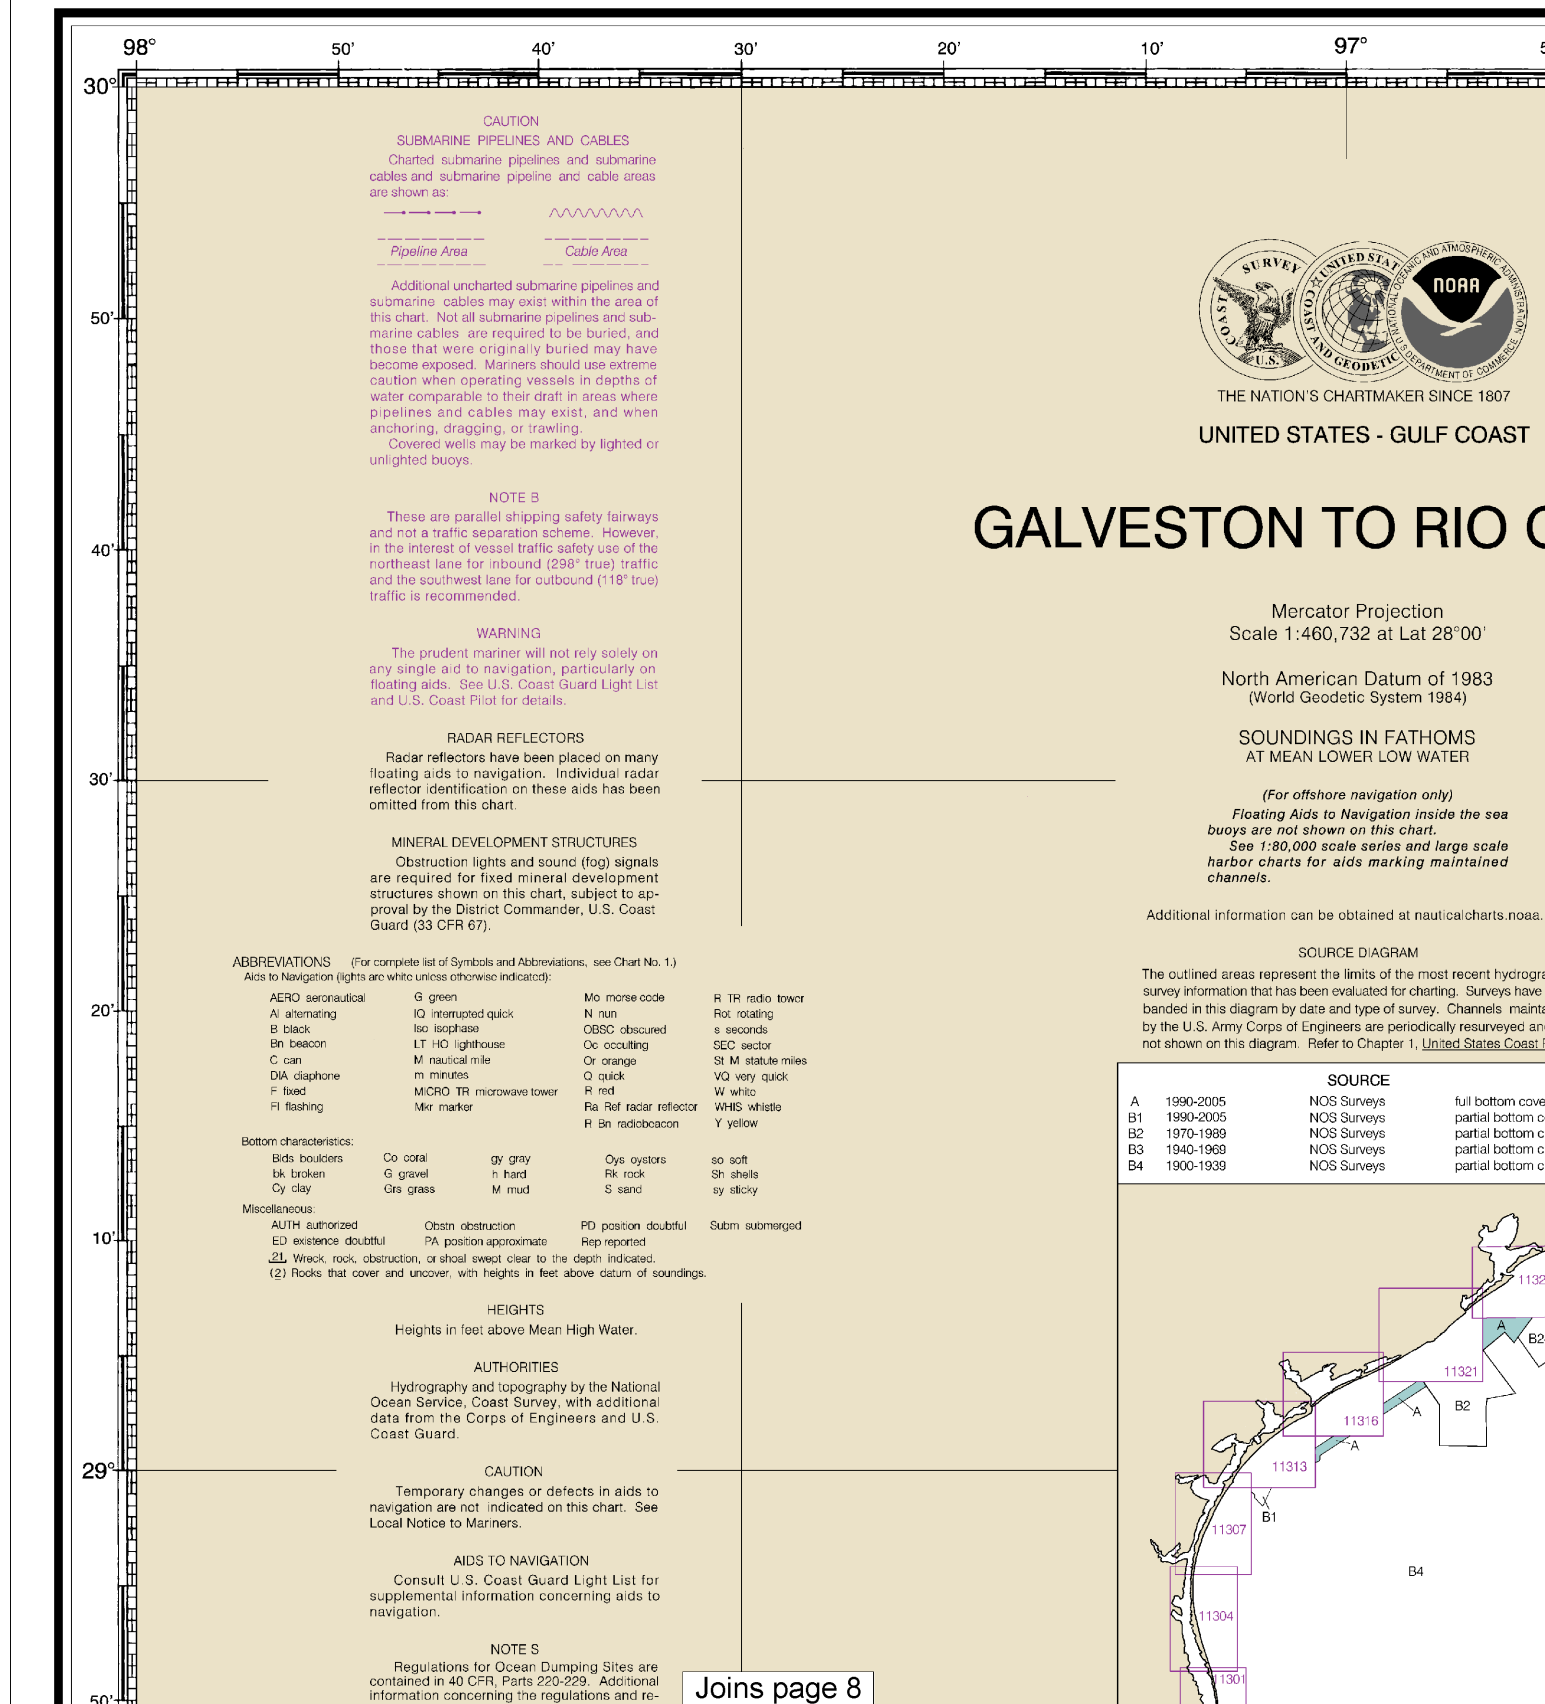 98°
50'
40'
30'
20'
10'
97°
30°
50'
40'
30'
20'
10'
29°
50'
CAUTION
SUBMARINE PIPELINES AND CABLES
Charted submarine pipelines and submarine
cables and submarine pipeline and cable areas
are shown as:
Pipeline Area
Cable Area
Additional uncharted submarine pipelines and
submarine cables may exist within the area of
this chart. Not all submarine pipelines and sub-
marine cables are required to be buried, and
those that were originally buried may have
become exposed. Mariners should use extreme
caution when operating vessels in depths of
water comparable to their draft in areas where
pipelines and cables may exist, and when
anchoring, dragging, or trawling.
Covered wells may be marked by lighted or
unlighted buoys.
NOTE B
These are parallel shipping safety fairways
and not a traffic separation scheme. However,
in the interest of vessel traffic safety use of the
northeast lane for inbound (298° true) traffic
and the southwest lane for outbound (118° true)
traffic is recommended.
WARNING
The prudent mariner will not rely solely on
any single aid to navigation, particularly on
floating aids. See U.S. Coast Guard Light List
and U.S. Coast Pilot for details.
RADAR REFLECTORS
Radar reflectors have been placed on many
floating aids to navigation. Individual radar
reflector identification on these aids has been
omitted from this chart.
MINERAL DEVELOPMENT STRUCTURES
Obstruction lights and sound (fog) signals
are required for fixed mineral development
structures shown on this chart, subject to ap-
proval by the District Commander, U.S. Coast
Guard (33 CFR 67).
ABBREVIATIONS (For complete list of Symbols and Abbreviations, see Chart No. 1.)
Aids to Navigation (lights are white unless otherwise indicated):
AERO aeronautical G green Mo morse code R TR radio tower
Al alternating IQ interrupted quick N nun Rot rotating
B black Iso isophase OBSC obscured s seconds
Bn beacon LT HO lighthouse Oc occulting SEC sector
C can M nautical mile Or orange St M statute miles
DIA diaphone m minutes Q quick VQ very quick
F fixed MICRO TR microwave tower R red W white
Fl flashing Mkr marker Ra Ref radar reflector WHIS whistle
R Bn radiobeacon Y yellow
Bottom characteristics:
Blds boulders Co coral gy gray Oys oysters so soft
bk broken G gravel h hard Rk rock Sh shells
Cy clay Grs grass M mud S sand sy sticky
Miscellaneous:
AUTH authorized Obstn obstruction PD position doubtful Subm submerged
ED existence doubtful PA position approximate Rep reported
21, Wreck, rock, obstruction, or shoal swept clear to the depth indicated.
(2) Rocks that cover and uncover, with heights in feet above datum of soundings.
HEIGHTS
Heights in feet above Mean High Water.
AUTHORITIES
Hydrography and topography by the National
Ocean Service, Coast Survey, with additional
data from the Corps of Engineers and U.S.
Coast Guard.
CAUTION
Temporary changes or defects in aids to
navigation are not indicated on this chart. See
Local Notice to Mariners.
AIDS TO NAVIGATION
Consult U.S. Coast Guard Light List for
supplemental information concerning aids to
navigation.
NOTE S
Regulations for Ocean Dumping Sites are
contained in 40 CFR, Parts 220-229. Additional
information concerning the regulations and re-
Joins page 8
COAST SURVEY U.S.
UNITED STAT COAST AND GEODETIC
NATIONAL OCEANIC AND ATMOSPHERIC ADMINISTRATION
NOAA
U S DEPARTMENT OF COMMERCE
THE NATION'S CHARTMAKER SINCE 1807
UNITED STATES - GULF COAST
GALVESTON TO RIO
Mercator Projection
Scale 1:460,732 at Lat 28°00'
North American Datum of 1983
(World Geodetic System 1984)
SOUNDINGS IN FATHOMS
AT MEAN LOWER LOW WATER
(For offshore navigation only)
Floating Aids to Navigation inside the sea
buoys are not shown on this chart.
See 1:80,000 scale series and large scale
harbor charts for aids marking maintained
channels.
Additional information can be obtained at nauticalcharts.noaa.
SOURCE DIAGRAM
The outlined areas represent the limits of the most recent hydrogra
survey information that has been evaluated for charting. Surveys have
banded in this diagram by date and type of survey. Channels mainta
by the U.S. Army Corps of Engineers are periodically resurveyed an
not shown on this diagram. Refer to Chapter 1, United States Coast
SOURCE
A 1990-2005 NOS Surveys full bottom cove
B1 1990-2005 NOS Surveys partial bottom c
B2 1970-1989 NOS Surveys partial bottom c
B3 1940-1969 NOS Surveys partial bottom c
B4 1900-1939 NOS Surveys partial bottom c
1132
A
B2
11321
B2
A
11316
A
11313
B1
11307
B4
11304
11301